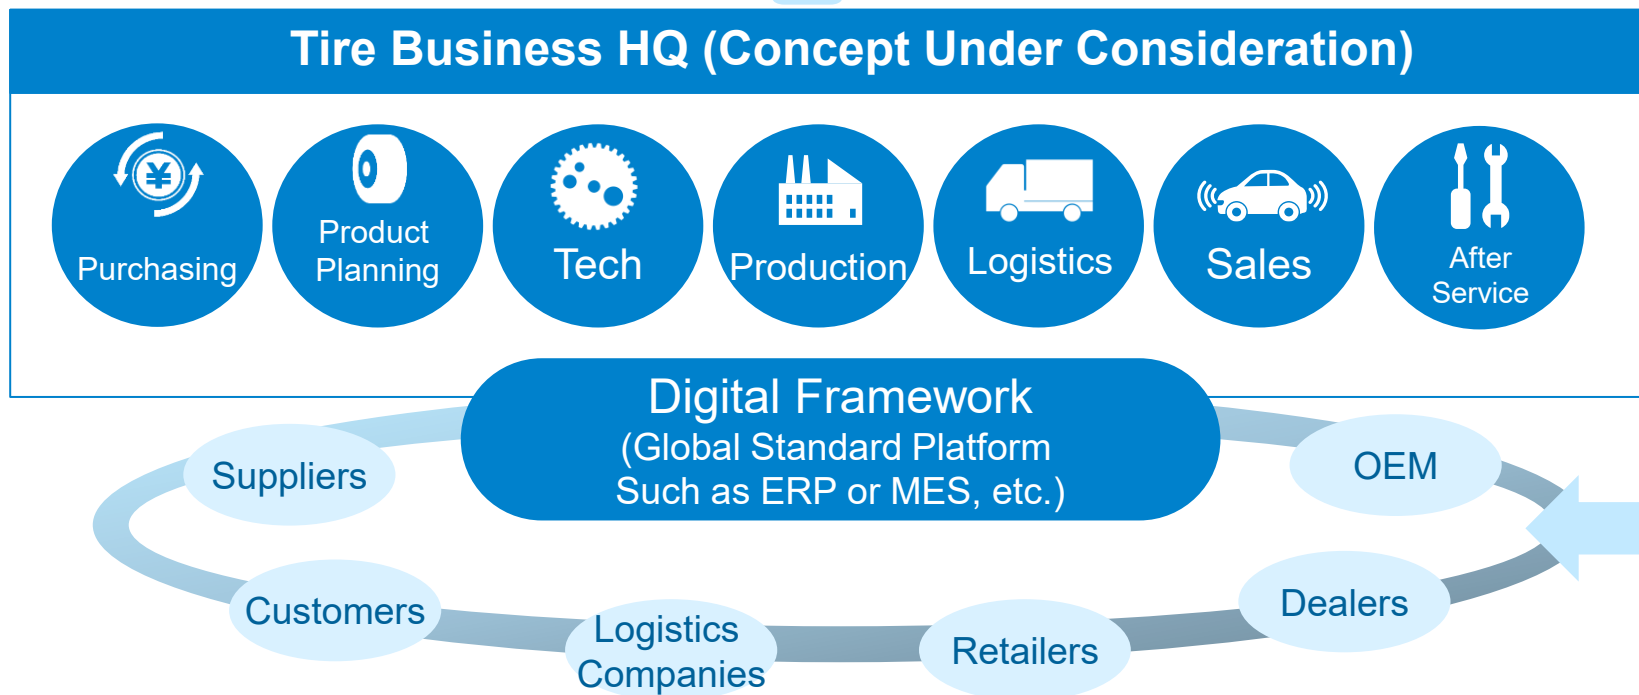 Tire Business HQ (Concept Under Consideration)
¥
Purchasing
Product
Planning
Tech
Production
Logistics
Sales
After
Service
Digital Framework
(Global Standard Platform
Such as ERP or MES, etc.)
Suppliers
OEM
Customers
Logistics
Companies
Retailers
Dealers